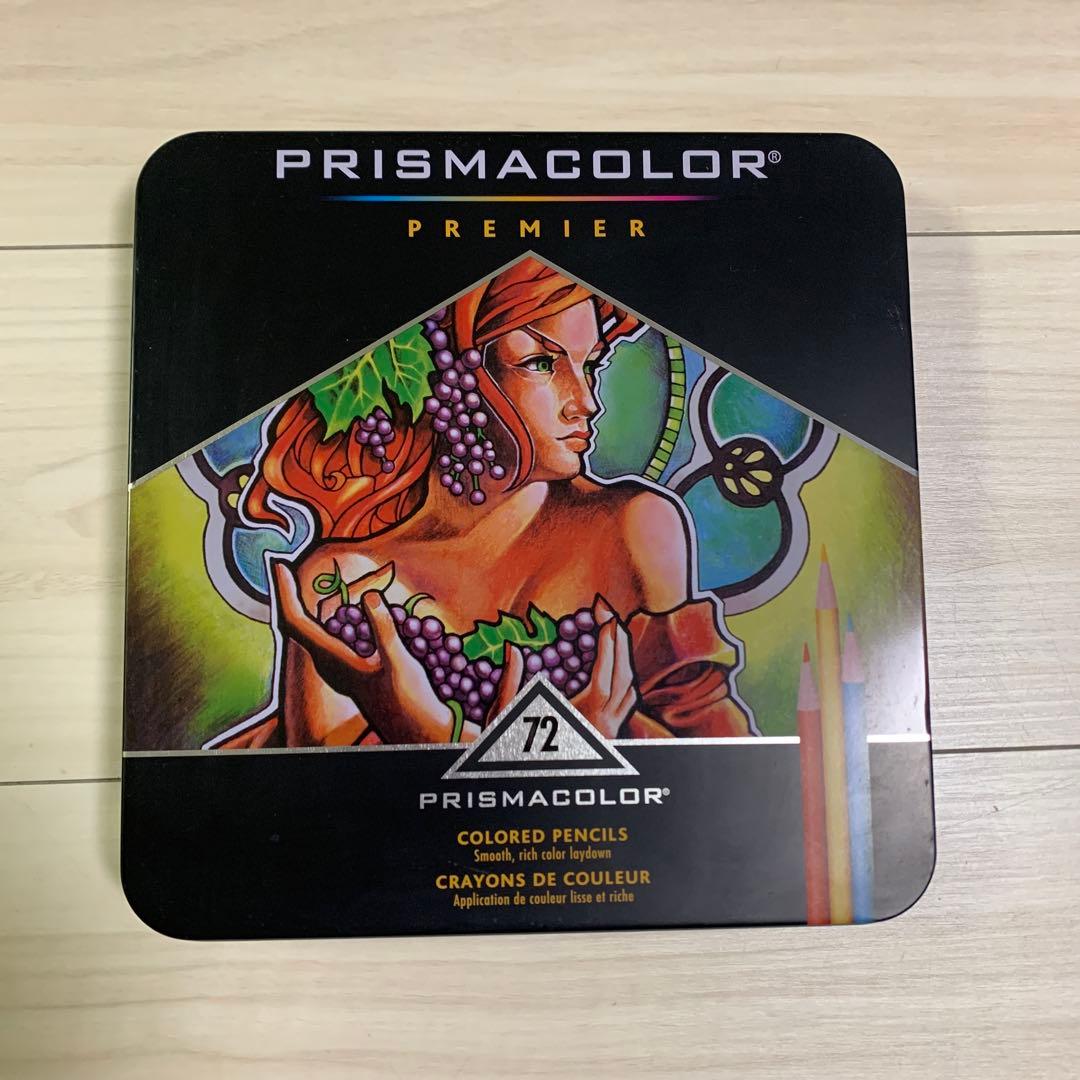 PRISMACOLOR®
PREMIER
72
PRISMACOLOR®
COLORED PENCILS
Smooth, rich color laydown
CRAYONS DE COULEUR
Application de couleur lisse et riche